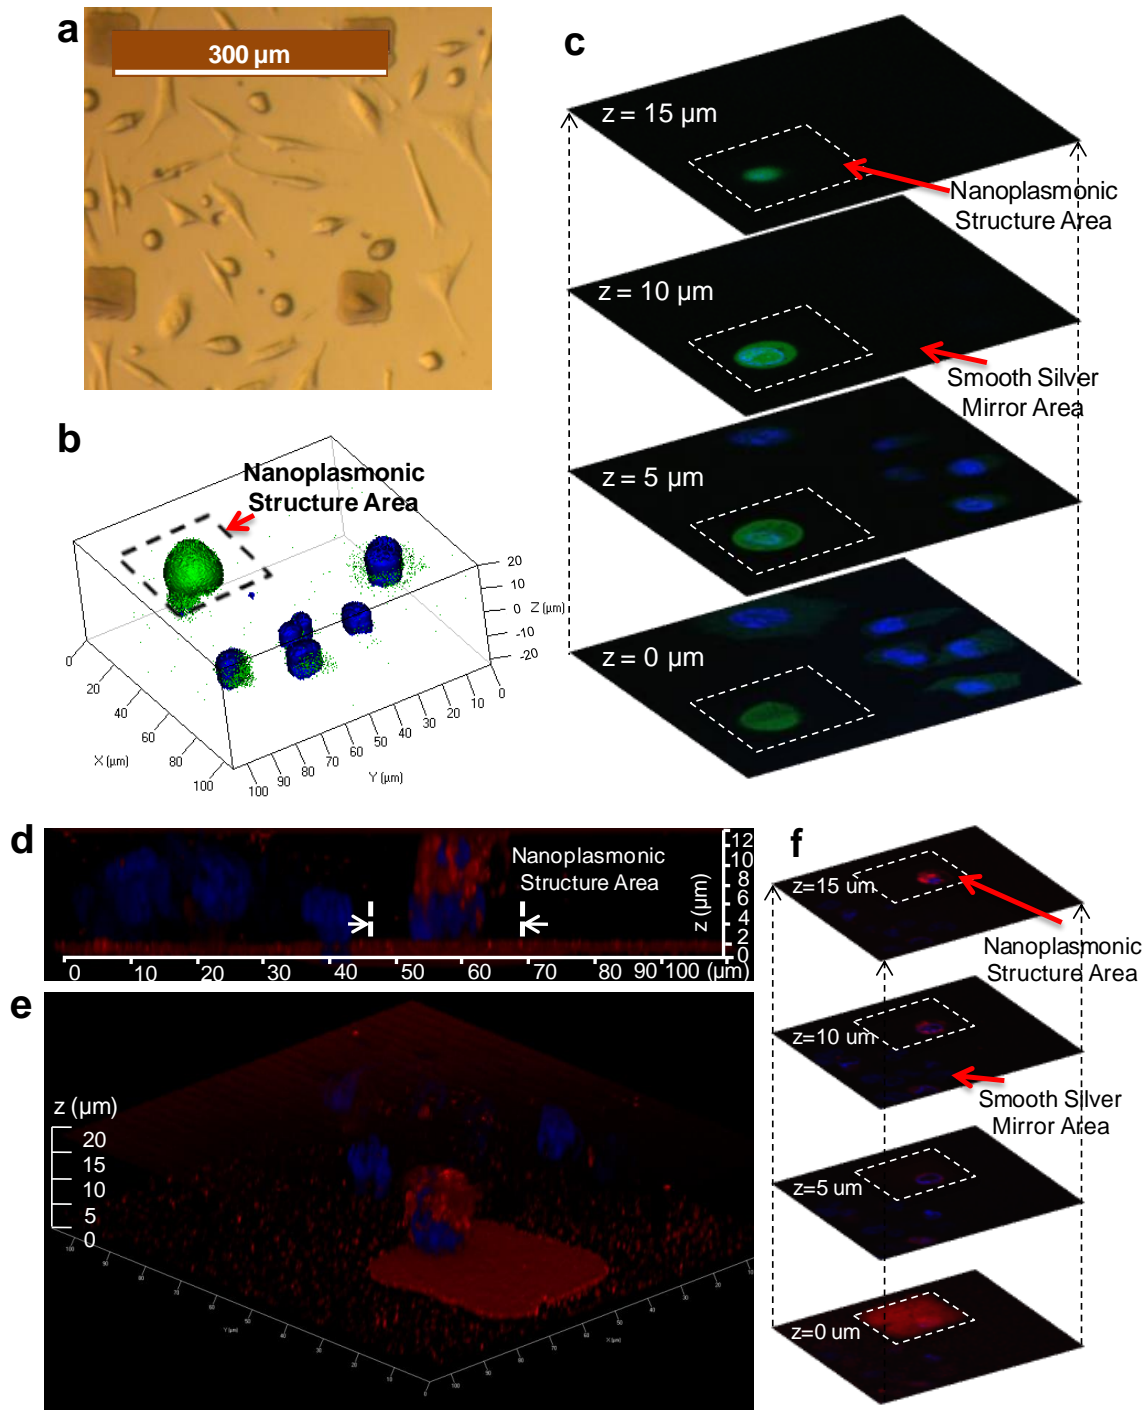 a
300 µm
b
Nanoplasmonic
Structure Area
20
10
0
-10
-20
Z (µm)
0
20
40
60
80
100
X (µm)
100
90
80
70
60
50
40
30
20
10
0
Y (µm)
c
z = 15 µm
Nanoplasmonic
Structure Area
z = 10 µm
Smooth Silver
Mirror Area
z = 5 µm
z = 0 µm
d
Nanoplasmonic
Structure Area
12
10
8
6
4
2
0
z (µm)
0 10 20 30 40 50 60 70 80 90 100 (µm)
e
z (µm)
20
15
10
5
0
f
z=15 um
Nanoplasmonic
Structure Area
z=10 um
Smooth Silver
Mirror Area
z=5 um
z=0 um